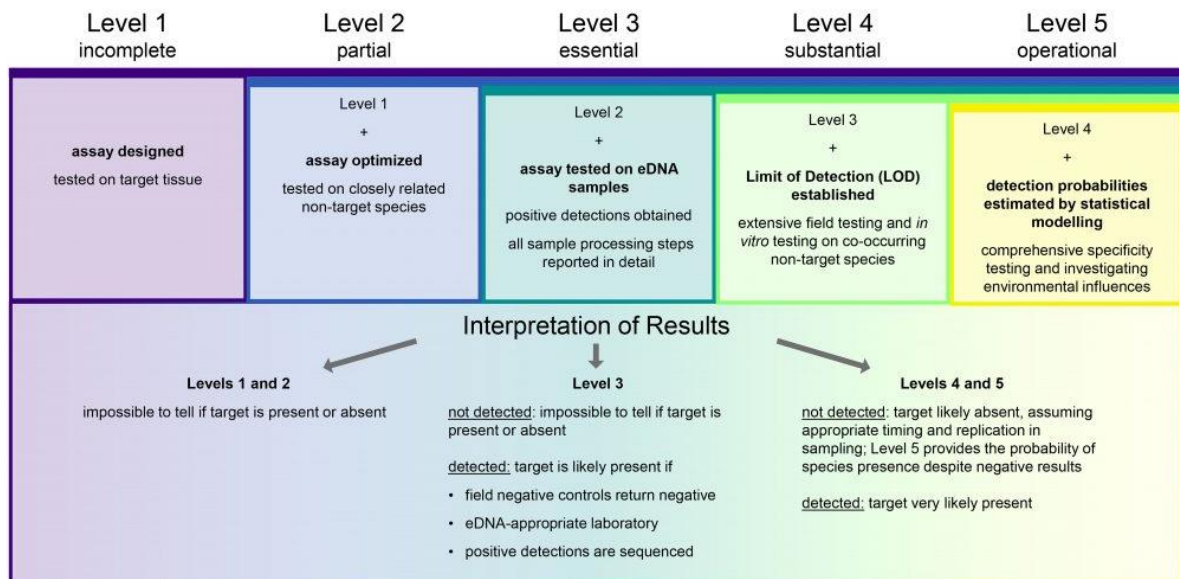 Level 1
incomplete
Level 2
partial
Level 3
essential
Level 4
substantial
Level 5
operational
assay designed
tested on target tissue
Level 1
+
assay optimized
tested on closely related
non-target species
Level 2
+
assay tested on eDNA
samples
positive detections obtained
all sample processing steps
reported in detail
Level 3
+
Limit of Detection (LOD)
established
extensive field testing and in
vitro testing on co-occurring
non-target species
Level 4
+
detection probabilities
estimated by statistical
modelling
comprehensive specificity
testing and investigating
environmental influences
Interpretation of Results
Levels 1 and 2
impossible to tell if target is present or absent
Level 3
not detected: impossible to tell if target is
present or absent
detected: target is likely present if
• field negative controls return negative
• eDNA-appropriate laboratory
• positive detections are sequenced
Levels 4 and 5
not detected: target likely absent, assuming
appropriate timing and replication in
sampling; Level 5 provides the probability of
species presence despite negative results
detected: target very likely present